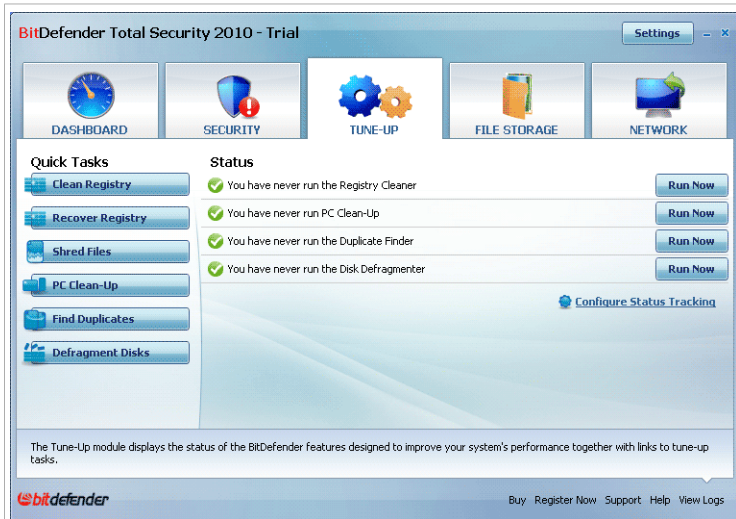 BitDefender Total Security 2010 - Trial
Settings
DASHBOARD
SECURITY
TUNE-UP
FILE STORAGE
NETWORK
Quick Tasks
Clean Registry
Recover Registry
Shred Files
PC Clean-Up
Find Duplicates
Defragment Disks
Status
You have never run the Registry Cleaner
Run Now
You have never run PC Clean-Up
Run Now
You have never run the Duplicate Finder
Run Now
You have never run the Disk Defragmenter
Run Now
Configure Status Tracking
The Tune-Up module displays the status of the BitDefender features designed to improve your system's performance together with links to tune-up
tasks.
bitdefender
Buy Register Now Support Help View Logs